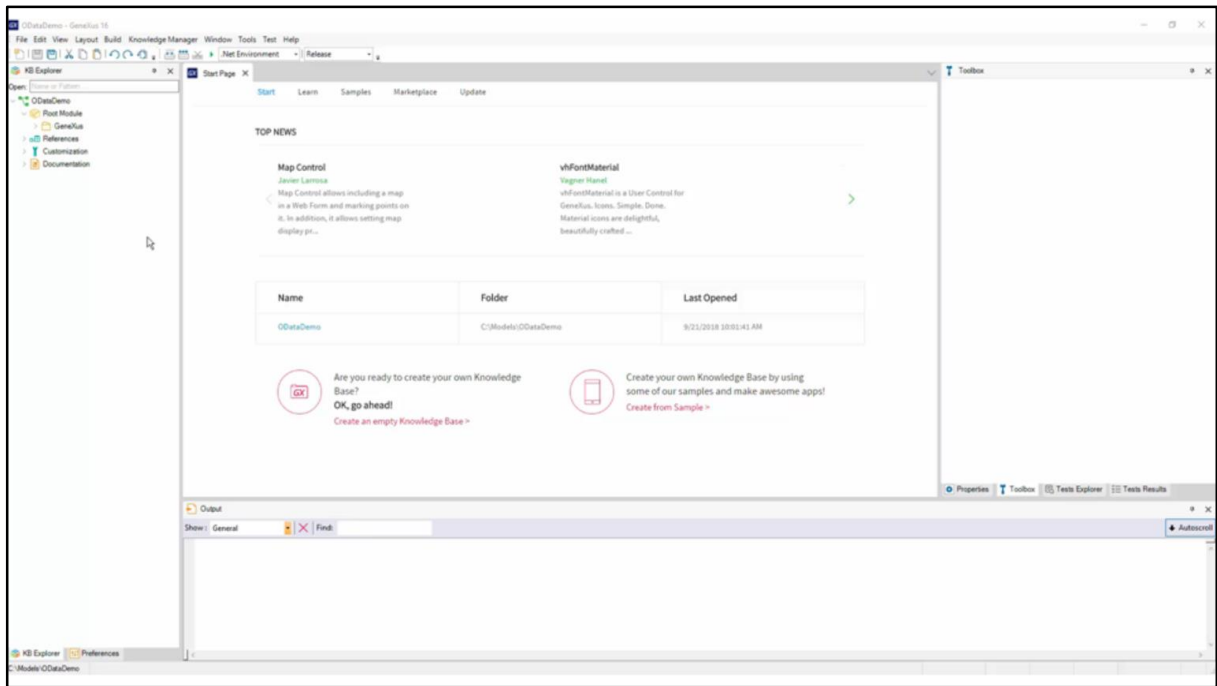 GX ODataDemo - GeneXus 16
File Edit View Layout Build Knowledge Manager Window Tools Test Help
.Net Environment Release
KB Explorer
Open: Name or Pattern
ODataDemo
Root Module
GeneXus
References
Customization
Documentation
GX Start Page X
Start Learn Samples Marketplace Update
TOP NEWS
Map Control
Javier Larrosa
Map Control allows including a map
in a Web Form and marking points on
it. In addition, it allows setting map
display pr...
vhFontMaterial
Vagner Hanel
vhFontMaterial is a User Control for
GeneXus. Icons. Simple. Done.
Material icons are delightful,
beautifully crafted ...
Name Folder Last Opened
ODataDemo C:\Models\ODataDemo 9/21/2018 10:01:41 AM
GX
Are you ready to create your own Knowledge
Base?
OK, go ahead!
Create an empty Knowledge Base >
Create your own Knowledge Base by using
some of our samples and make awesome apps!
Create from Sample >
Toolbox
Properties Toolbox Tests Explorer Tests Results
Output
Show: General Find:
Autoscroll
KB Explorer Preferences
C:\Models\ODataDemo